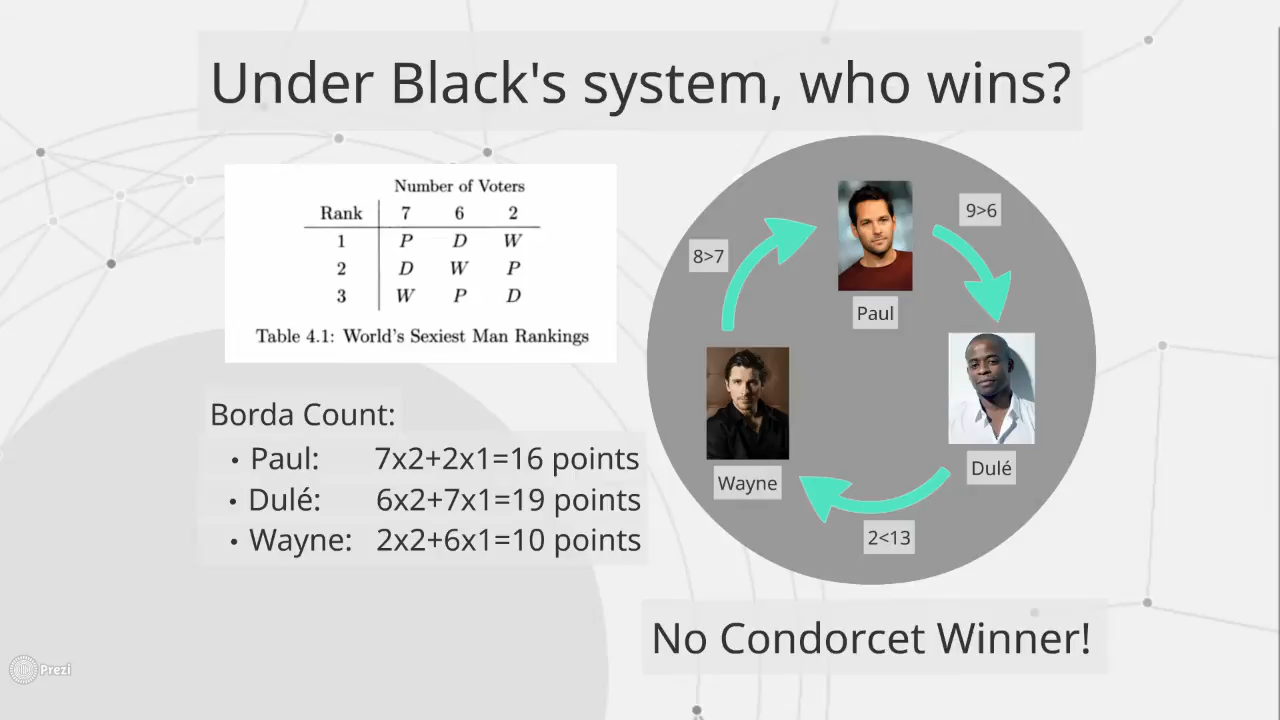 Under Black's system, who wins?
Number of Voters
Rank 7 6 2
1 P D W
2 D W P
3 W P D
Table 4.1: World's Sexiest Man Rankings
Borda Count:
• Paul: 7x2+2x1=16 points
• Dulé: 6x2+7x1=19 points
• Wayne: 2x2+6x1=10 points
9>6
8>7
Paul
Dulé
Wayne
2<13
No Condorcet Winner!
Prezi